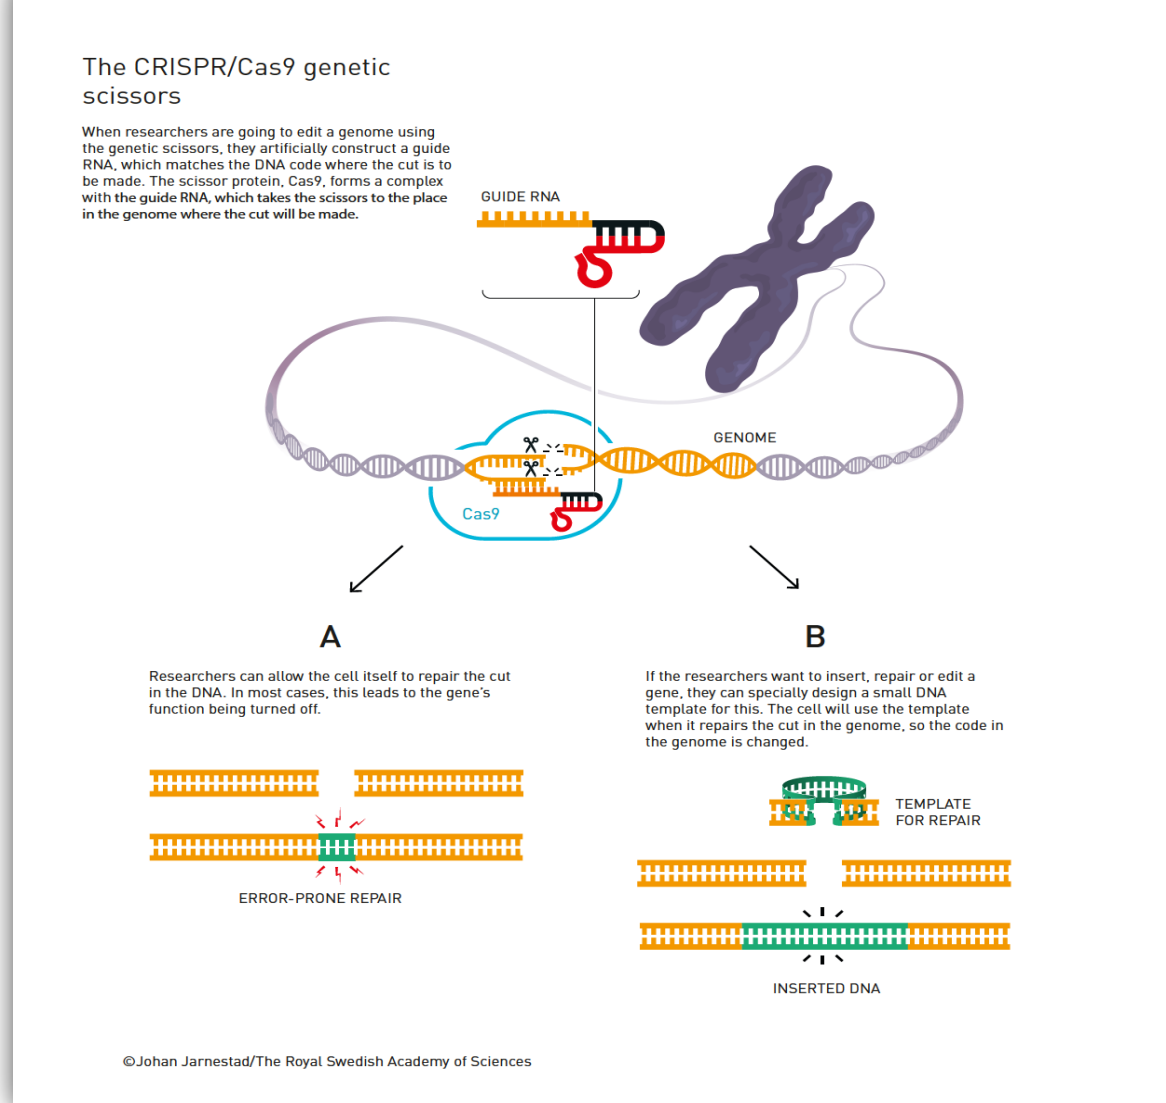 The CRISPR/Cas9 genetic
scissors
When researchers are going to edit a genome using
the genetic scissors, they artificially construct a guide
RNA, which matches the DNA code where the cut is to
be made. The scissor protein, Cas9, forms a complex
with the guide RNA, which takes the scissors to the place
in the genome where the cut will be made.
GUIDE RNA
GENOME
Cas9
A
Researchers can allow the cell itself to repair the cut
in the DNA. In most cases, this leads to the gene's
function being turned off.
ERROR-PRONE REPAIR
B
If the researchers want to insert, repair or edit a
gene, they can specially design a small DNA
template for this. The cell will use the template
when it repairs the cut in the genome, so the code in
the genome is changed.
TEMPLATE
FOR REPAIR
INSERTED DNA
©Johan Jarnestad/The Royal Swedish Academy of Sciences